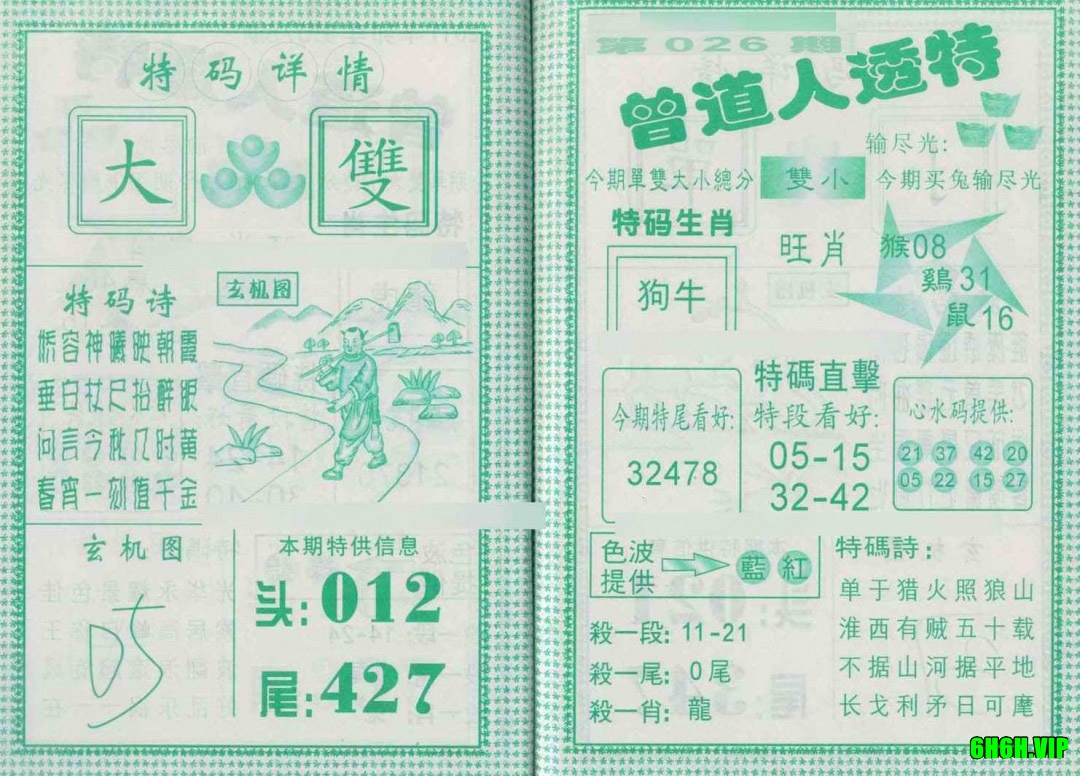 特码详情
大 雙
特码诗
娇容神曦映朝霞
垂白杖尺抬醉眼
问言今秋几时黄
春宵一刻值千金
玄机图
玄机图
05
本期特供信息
头:012
尾:427
第026期
曾道人透特
输尽光:
今期單雙大小總分 雙小 今期买兔输尽光
特码生肖
狗牛
旺肖
猴08
鷄31
鼠16
今期特尾看好:
32478
特碼直擊
特段看好:
05-15
32-42
心水码提供:
21 37 42 20
05 22 15 27
色波
提供
藍 紅
殺一段: 11-21
殺一尾: 0尾
殺一肖: 龍
特碼詩:
单于猎火照狼山
淮西有贼五十载
不据山河据平地
长戈利矛日可麾
6H6H.VIP